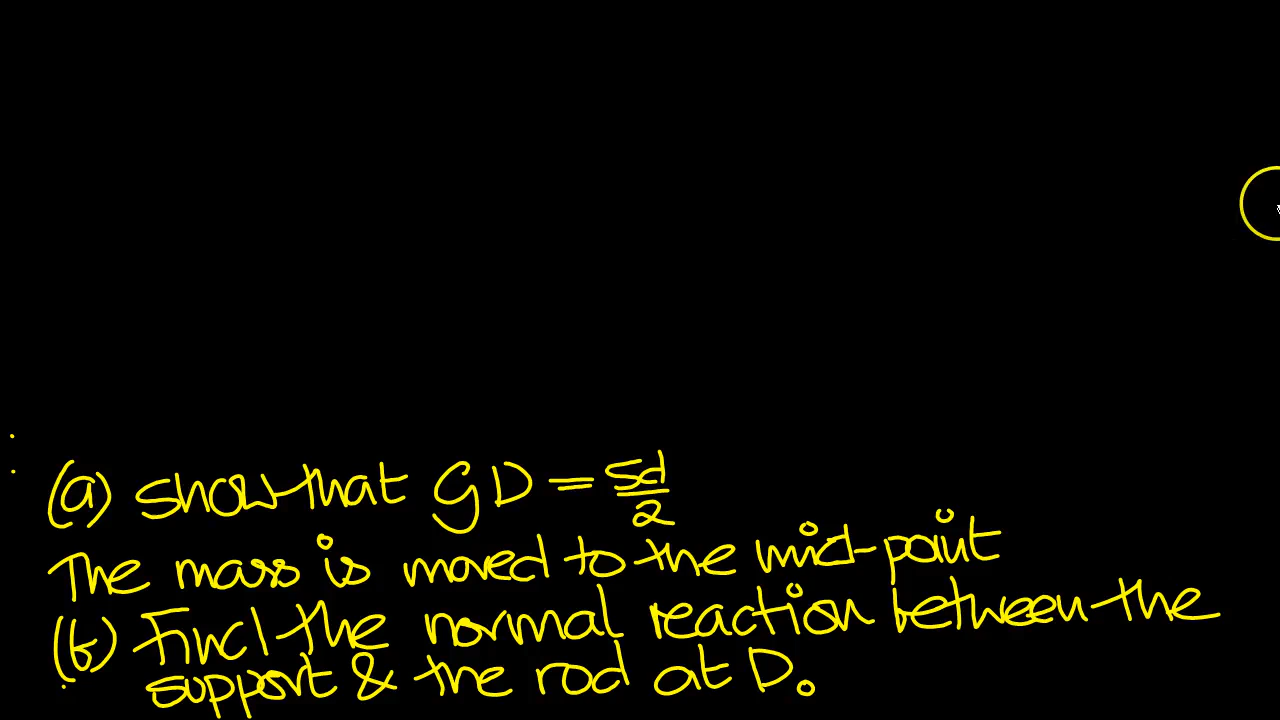 (a) show that GD = 5d/2
The mass is moved to the mid-point
(b) Find the normal reaction between the
support & the rod at D.